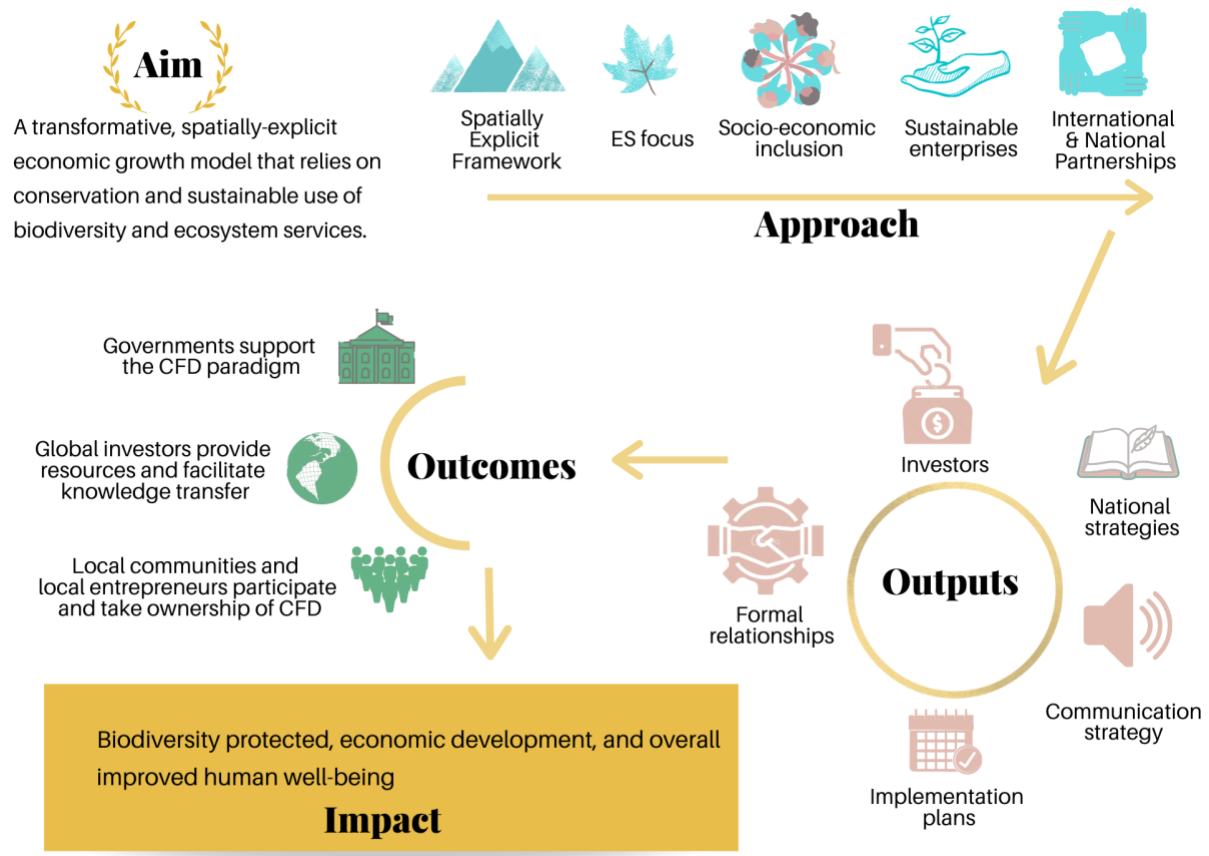 Aim
A transformative, spatially-explicit
economic growth model that relies on
conservation and sustainable use of
biodiversity and ecosystem services.
Spatially
Explicit
Framework
ES focus
Socio-economic
inclusion
Sustainable
enterprises
International
& National
Partnerships
Approach
Investors
National
strategies
Communication
strategy
Implementation
plans
Formal
relationships
Outputs
$
Outcomes
Governments support
the CFD paradigm
Global investors provide
resources and facilitate
knowledge transfer
Local communities and
local entrepreneurs participate
and take ownership of CFD
Biodiversity protected, economic development, and overall
improved human well-being
Impact